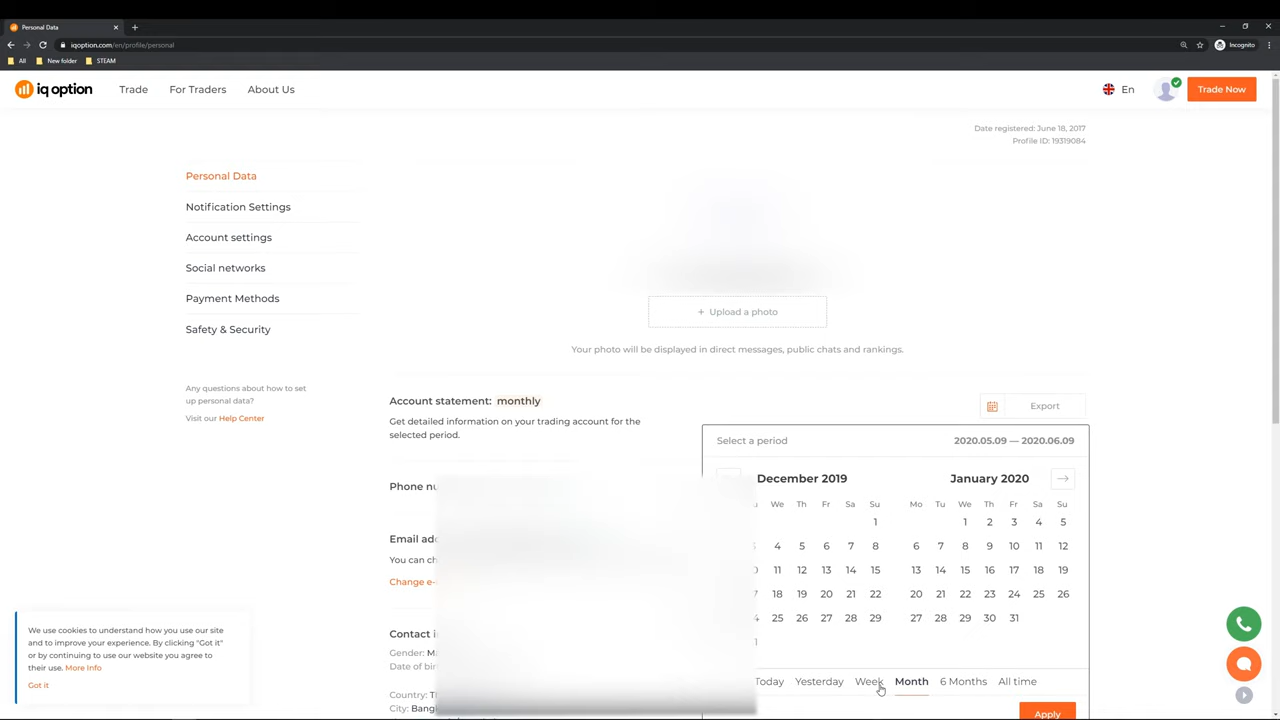 Personal Data
iqoption.com/en/profile/personal
Incognito
All New folder STEAM
iq option Trade For Traders About Us En Trade Now
Date registered: June 18, 2017
Profile ID: 19319084
Personal Data
Notification Settings
Account settings
Social networks
Payment Methods
Safety & Security
Any questions about how to set
up personal data?
Visit our Help Center
+ Upload a photo
Your photo will be displayed in direct messages, public chats and rankings.
Account statement: monthly
Get detailed information on your trading account for the
selected period.
Export
Select a period 2020.05.09 — 2020.06.09
December 2019 January 2020
We Th Fr Sa Su Mo Tu We Th Fr Sa Su
1 1 2 3 4 5
4 5 6 7 8 6 7 8 9 10 11 12
11 12 13 14 15 13 14 15 16 17 18 19
18 19 20 21 22 20 21 22 23 24 25 26
25 26 27 28 29 27 28 29 30 31
Today Yesterday Week Month 6 Months All time
Apply
Phone nu
Email add
You can ch
Change e-
Contact i
Gender: Ma
Date of bir
Country: Th
City: Bang
We use cookies to understand how you use our site
and to improve your experience. By clicking "Got it"
or by continuing to use our website you agree to
their use. More Info
Got it